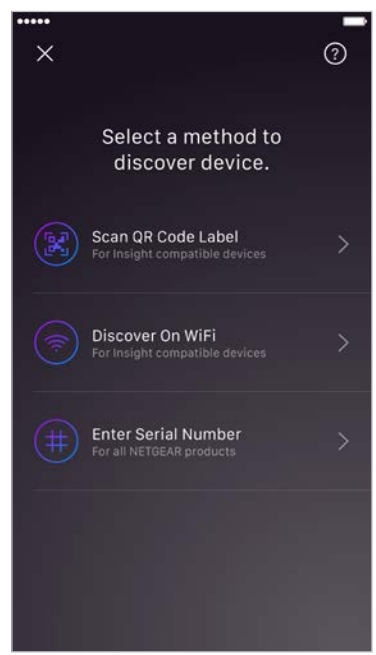 Select a method to
discover device.
Scan QR Code Label
For Insight compatible devices
Discover On WiFi
For Insight compatible devices
Enter Serial Number
For all NETGEAR products